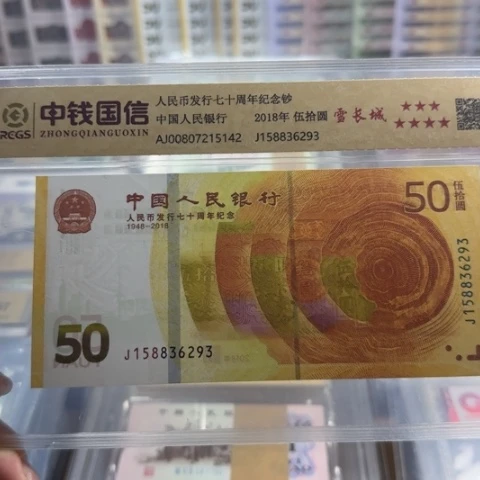 中钱国信
ZHONGQIANGUOXIN
REGS
人民币发行七十周年纪念钞
中国人民银行 2018年 伍拾圆 雪长城
AJ00807215142 J158836293
中国人民银行
人民币发行七十周年纪念
1948-2018
50 伍拾圆
J158836293
50
J158836293